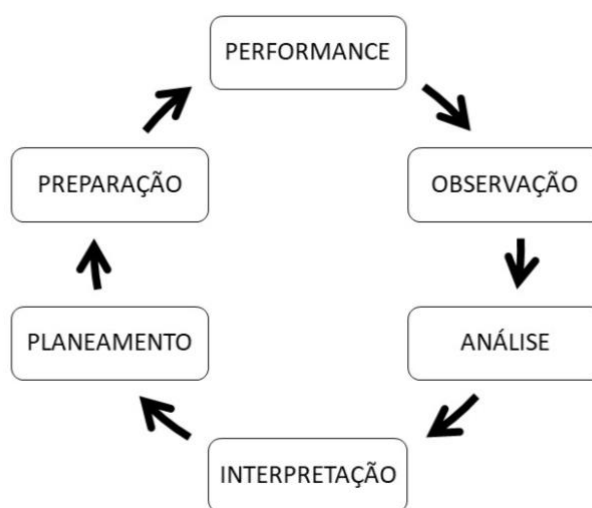 PERFORMANCE
PREPARAÇÃO
OBSERVAÇÃO
PLANEAMENTO
ANÁLISE
INTERPRETAÇÃO